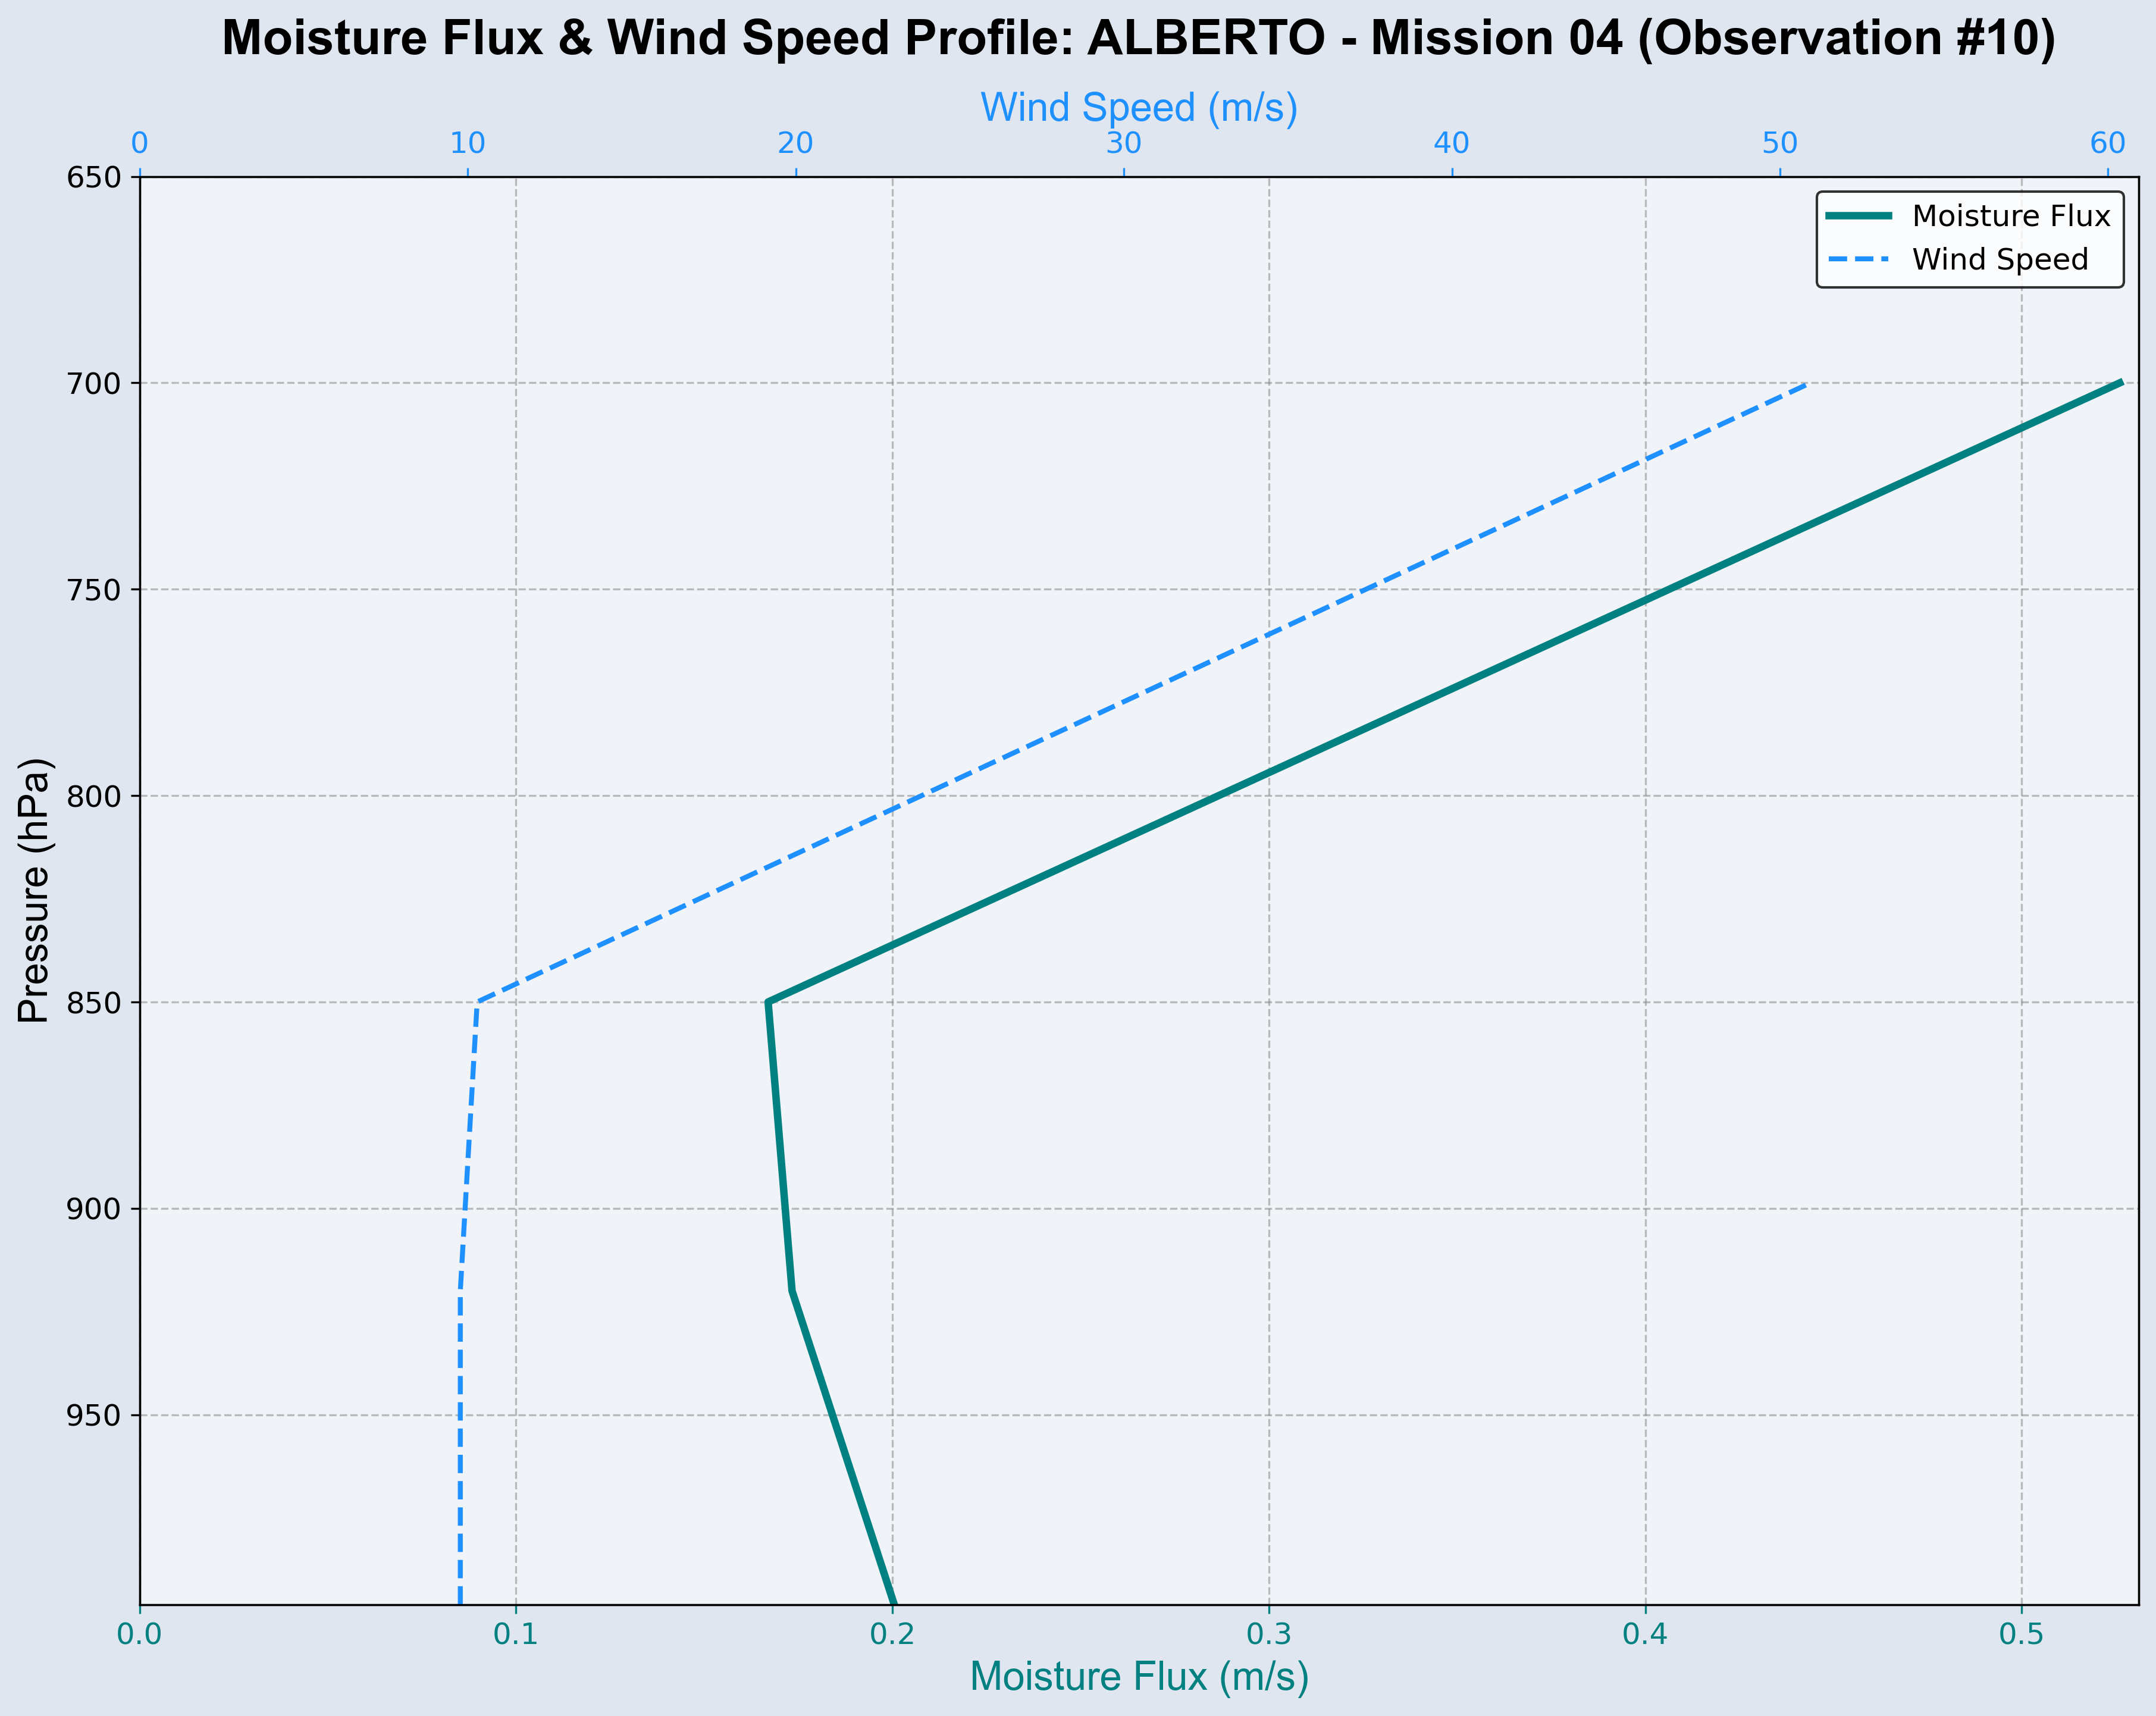 Moisture Flux & Wind Speed Profile: ALBERTO - Mission 04 (Observation #10)
Wind Speed (m/s)
0 10 20 30 40 50 60
650
Moisture Flux
Wind Speed
700
750
800
850
900
950
Pressure (hPa)
0.0 0.1 0.2 0.3 0.4 0.5
Moisture Flux (m/s)